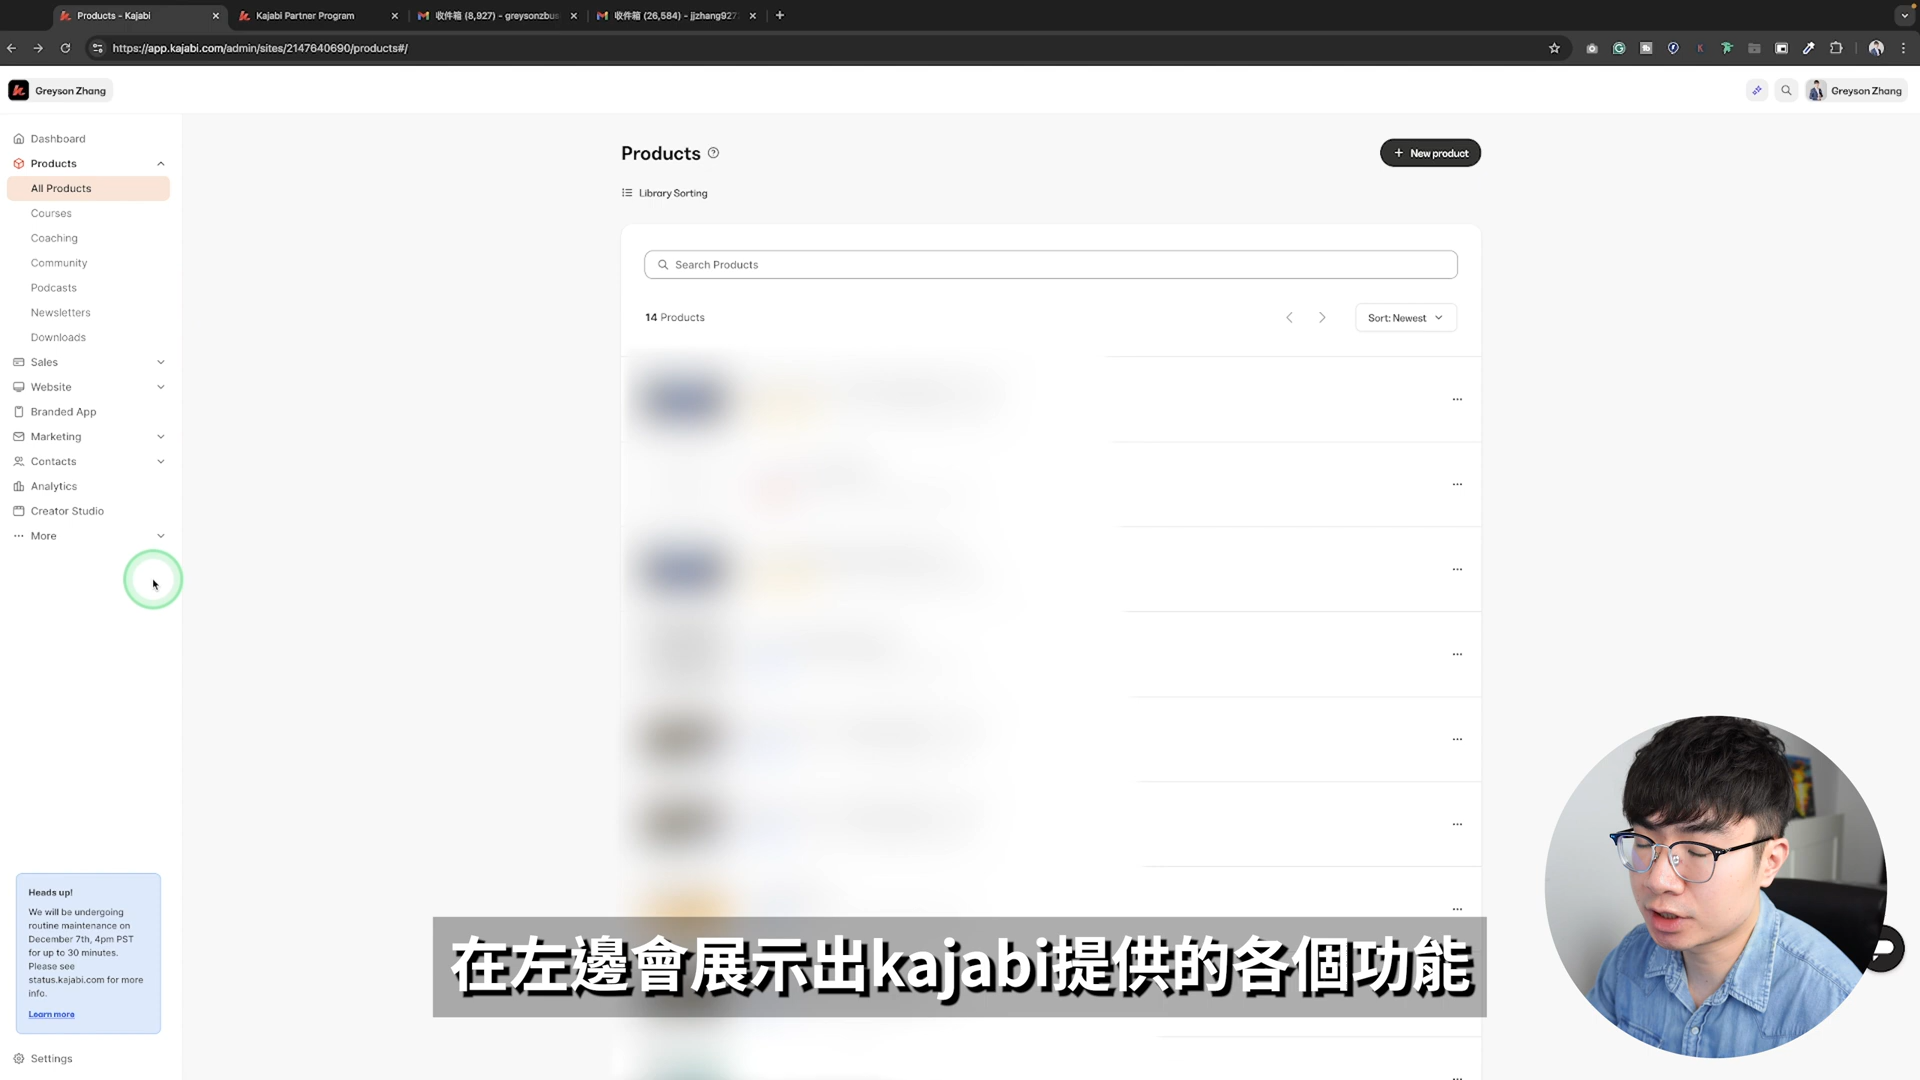 Products - Kajabi
Kajabi Partner Program
收件箱 (8,927) - greysonzbus
收件箱 (26,584) - jjzhang927
https://app.kajabi.com/admin/sites/2147640690/products#/
Greyson Zhang
Greyson Zhang
Dashboard
Products
All Products
Courses
Coaching
Community
Podcasts
Newsletters
Downloads
Sales
Website
Branded App
Marketing
Contacts
Analytics
Creator Studio
More
Heads up!
We will be undergoing
routine maintenance on
December 7th, 4pm PST
for up to 30 minutes.
Please see
status.kajabi.com for more
info.
Learn more
Settings
Products
New product
Library Sorting
Search Products
14 Products
Sort: Newest
在左邊會展示出kajabi提供的各個功能